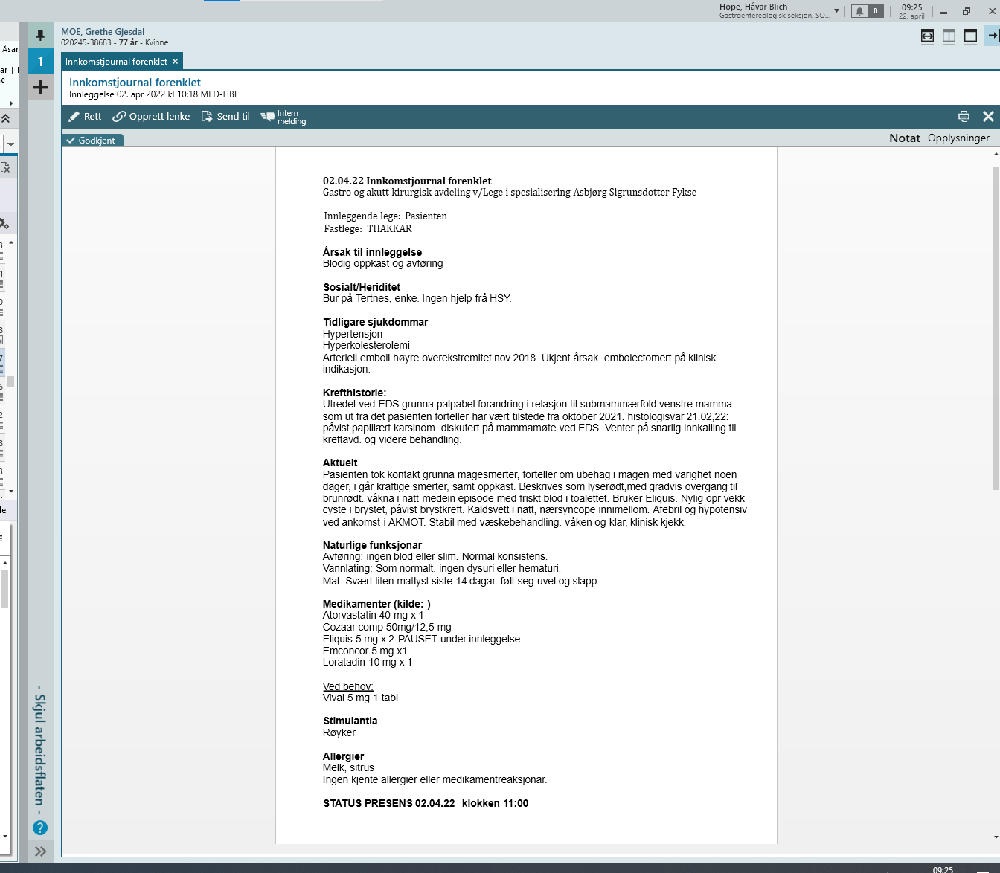 Hope, Håvar Blich
Gastroentereologisk seksjon, SO...
0
09:25
22. april
MOE, Grethe Gjesdal
020245-38683 - 77 år - Kvinne
1
Innkomstjournal forenklet ×
Innkomstjournal forenklet
Innleggelse 02. apr 2022 kl 10:18 MED-HBE
Rett Opprett lenke Send til Intern melding
Godkjent
Notat Opplysninger
02.04.22 Innkomstjournal forenklet
Gastro og akutt kirurgisk avdeling v/Lege i spesialisering Asbjørg Sigrunsdotter Fykse
Innleggende lege: Pasienten
Fastlege: THAKKAR
Årsak til innleggelse
Blodig oppkast og avføring
Sosialt/Heriditet
Bur på Tertnes, enke. Ingen hjelp frå HSY.
Tidligare sjukdommar
Hypertensjon
Hyperkolesterolemi
Arteriell emboli høyre overekstremitet nov 2018. Ukjent årsak. embolectomert på klinisk
indikasjon.
Krefthistorie:
Utredet ved EDS grunna palpabel forandring i relasjon til submammærfold venstre mamma
som ut fra det pasienten forteller har vært tilstede fra oktober 2021. histologisvar 21.02,22:
påvist papillært karsinom. diskutert på mammamøte ved EDS. Venter på snarlig innkalling til
kreftavd. og videre behandling.
Aktuelt
Pasienten tok kontakt grunna magesmerter, forteller om ubehag i magen med varighet noen
dager, i går kraftige smerter, samt oppkast. Beskrives som lyserødt,med gradvis overgang til
brunrødt. våkna i natt medein episode med friskt blod i toalettet. Bruker Eliquis. Nylig opr vekk
cyste i brystet, påvist brystkreft. Kaldsvett i natt, nærsyncope innimellom. Afebril og hypotensiv
ved ankomst i AKMOT. Stabil med væskebehandling. våken og klar, klinisk kjekk.
Naturlige funksjonar
Avføring: ingen blod eller slim. Normal konsistens.
Vannlating: Som normalt. ingen dysuri eller hematuri.
Mat: Svært liten matlyst siste 14 dagar. følt seg uvel og slapp.
Medikamenter (kilde: )
Atorvastatin 40 mg x 1
Cozaar comp 50mg/12,5 mg
Eliquis 5 mg x 2-PAUSET under innleggelse
Emconcor 5 mg x1
Loratadin 10 mg x 1
Ved behov:
Vival 5 mg 1 tabl
Stimulantia
Røyker
Allergier
Melk, sitrus
Ingen kjente allergier eller medikamentreaksjonar.
STATUS PRESENS 02.04.22 klokken 11:00
- Skjul arbeidsflaten -
?
09:25